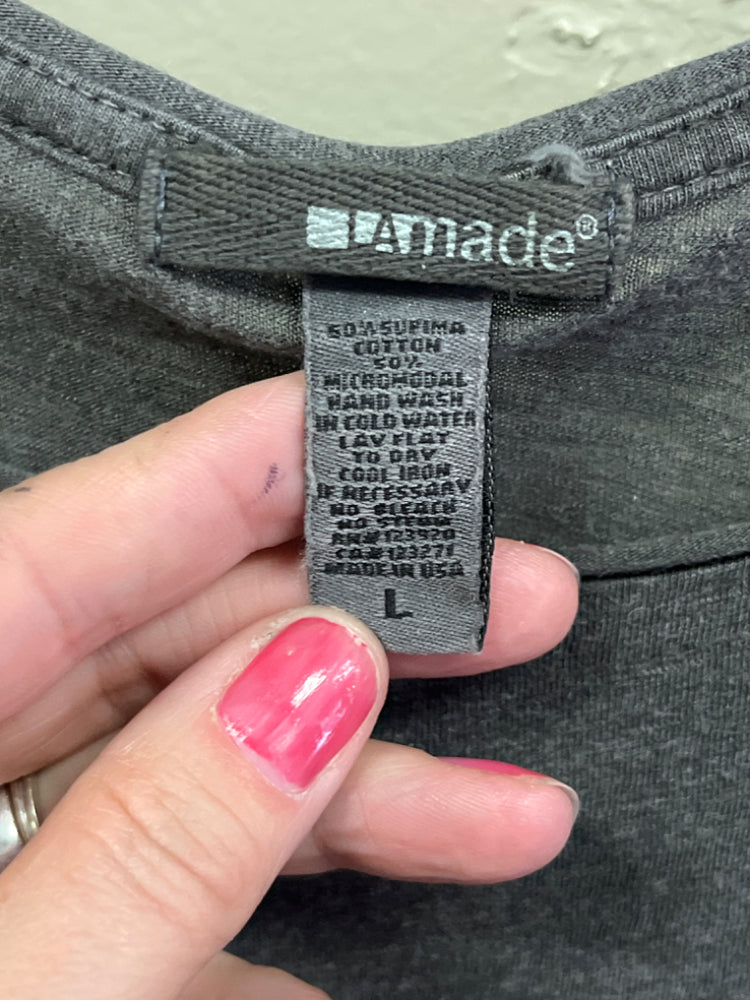 LAmade®
50% SUPIMA
COTTON
50%
MICROMODAL
HAND WASH
IN COLD WATER
LAY FLAT
TO DRY
COOL IRON
IF NECESSARY
NO BLEACH
NO STEAM
RN#123920
CA#123271
MADE IN USA
L